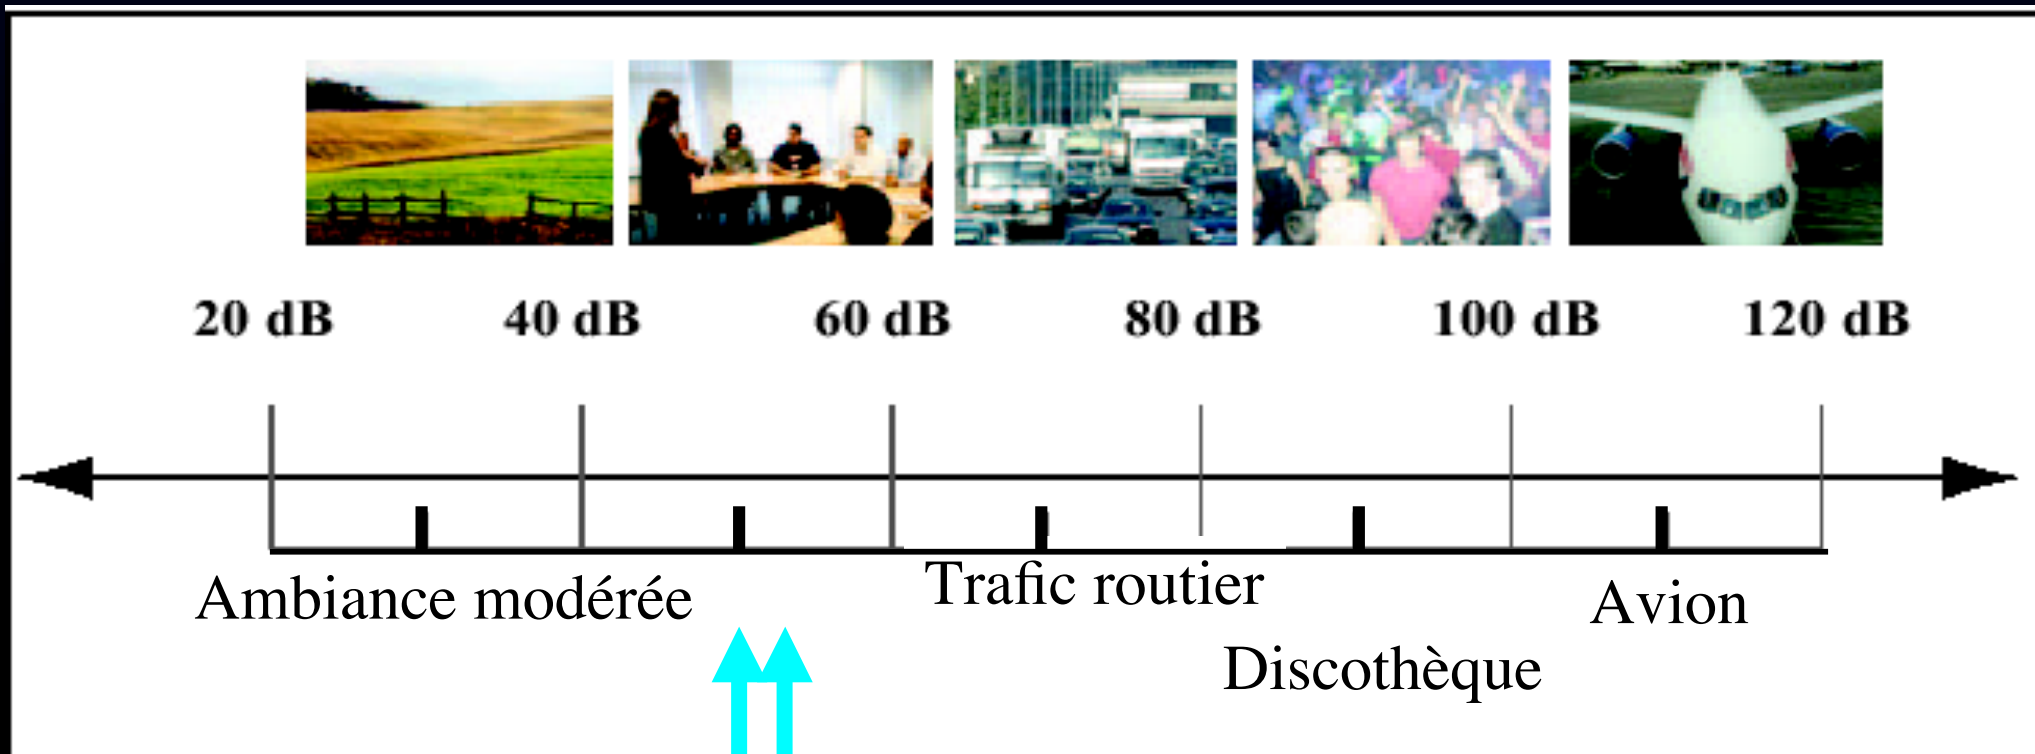 20 dB 40 dB 60 dB 80 dB 100 dB 120 dB
Ambiance modérée Trafic routier Avion
Discothèque